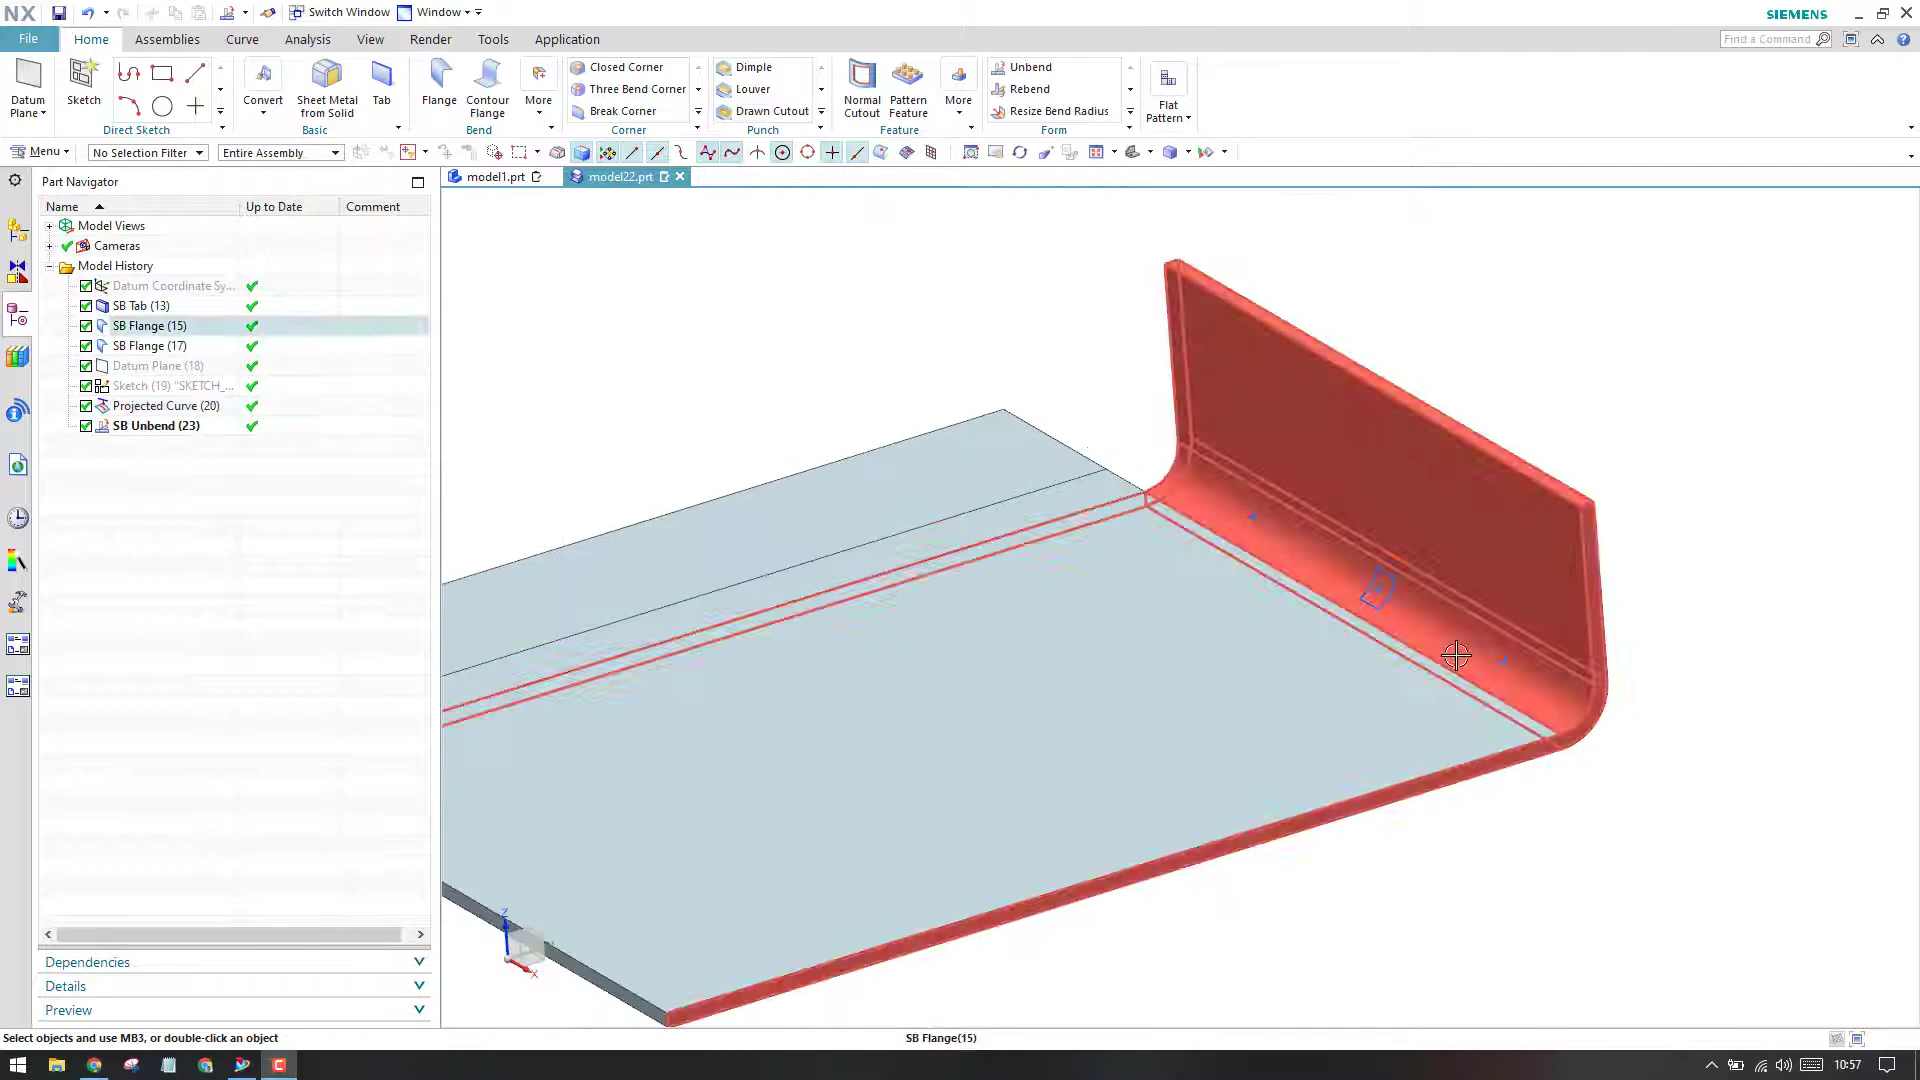 NX Switch Window Window SIEMENS
File Home Assemblies Curve Analysis View Render Tools Application Find a Command
Datum Plane Sketch Direct Sketch
Convert Sheet Metal from Solid Tab Basic
Flange Contour Flange More Bend
Closed Corner
Three Bend Corner
Break Corner
Corner
Dimple
Louver
Drawn Cutout
Punch
Normal Cutout Pattern Feature More Feature
Unbend
Rebend
Resize Bend Radius
Form
Flat Pattern
Menu No Selection Filter Entire Assembly
Part Navigator model1.prt model22.prt
Name Up to Date Comment
Model Views
Cameras
Model History
Datum Coordinate Sy...
SB Tab (13)
SB Flange (15)
SB Flange (17)
Datum Plane (18)
Sketch (19) "SKETCH_...
Projected Curve (20)
SB Unbend (23)
Z
X
Dependencies
Details
Preview
Select objects and use MB3, or double-click an object SB Flange(15)
10:57